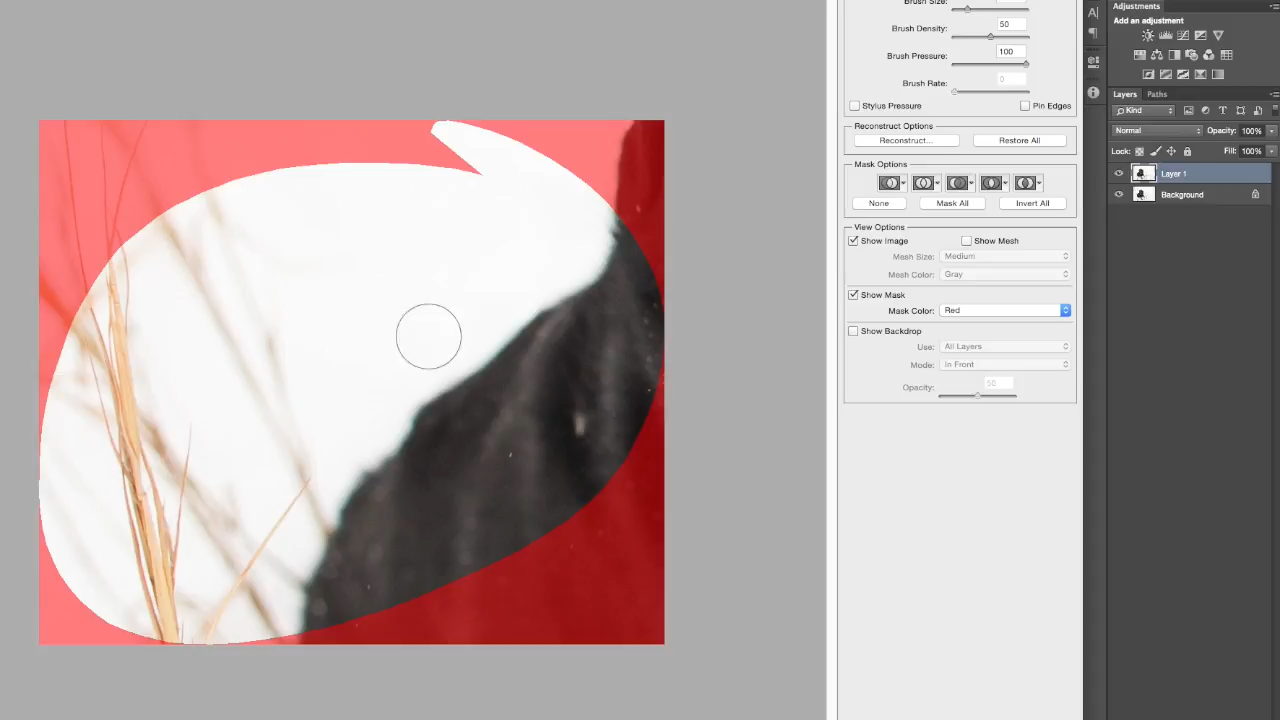 Brush Size:
Brush Density: 50
Brush Pressure: 100
Brush Rate: 0
Stylus Pressure Pin Edges
Reconstruct Options
Reconstruct... Restore All
Mask Options
None Mask All Invert All
View Options
Show Image Show Mesh
Mesh Size: Medium
Mesh Color: Gray
Show Mask
Mask Color: Red
Show Backdrop
Use: All Layers
Mode: In Front
Opacity: 50
A
Adjustments
Add an adjustment
Layers Paths
Kind T
Normal Opacity: 100%
Lock: Fill: 100%
Layer 1
Background